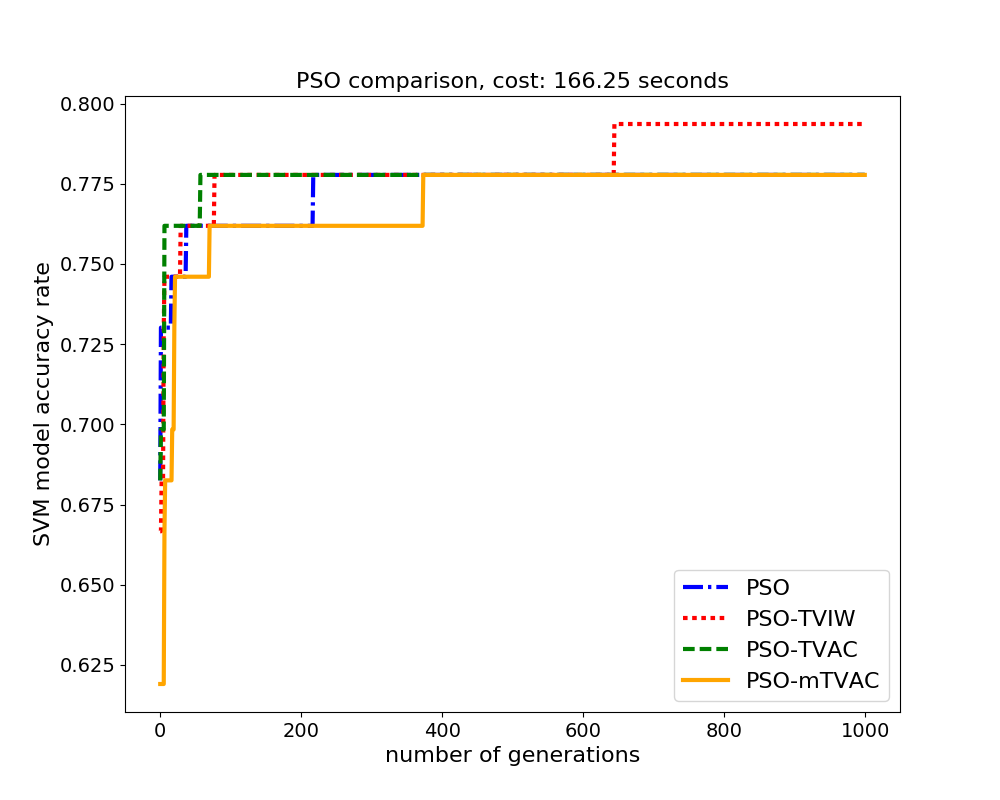 PSO comparison, cost: 166.25 seconds
0.800
0.775
0.750
0.725
0.700
0.675
0.650
0.625
SVM model accuracy rate
0 200 400 600 800 1000
number of generations
PSO
PSO-TVIW
PSO-TVAC
PSO-mTVAC